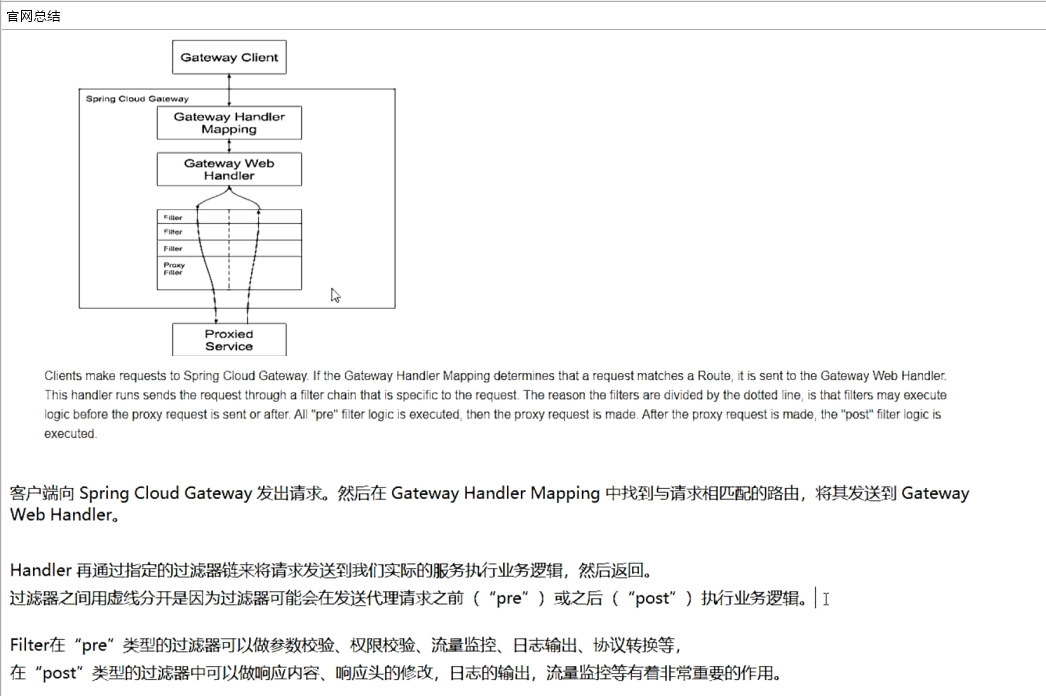 官网总结
Gateway Client
Spring Cloud Gateway
Gateway Handler
Mapping
Gateway Web
Handler
Filter
Filter
Filter
Proxy
Filter
Proxied
Service
Clients make requests to Spring Cloud Gateway. If the Gateway Handler Mapping determines that a request matches a Route, it is sent to the Gateway Web Handler.
This handler runs sends the request through a filter chain that is specific to the request. The reason the filters are divided by the dotted line, is that filters may execute
logic before the proxy request is sent or after. All "pre" filter logic is executed, then the proxy request is made. After the proxy request is made, the "post" filter logic is
executed.
客户端向 Spring Cloud Gateway 发出请求。然后在 Gateway Handler Mapping 中找到与请求相匹配的路由，将其发送到 Gateway
Web Handler。
Handler 再通过指定的过滤器链来将请求发送到我们实际的服务执行业务逻辑，然后返回。
过滤器之间用虚线分开是因为过滤器可能会在发送代理请求之前（“pre”）或之后（“post”）执行业务逻辑。
Filter在“pre”类型的过滤器可以做参数校验、权限校验、流量监控、日志输出、协议转换等，
在“post”类型的过滤器中可以做响应内容、响应头的修改，日志的输出，流量监控等有着非常重要的作用。